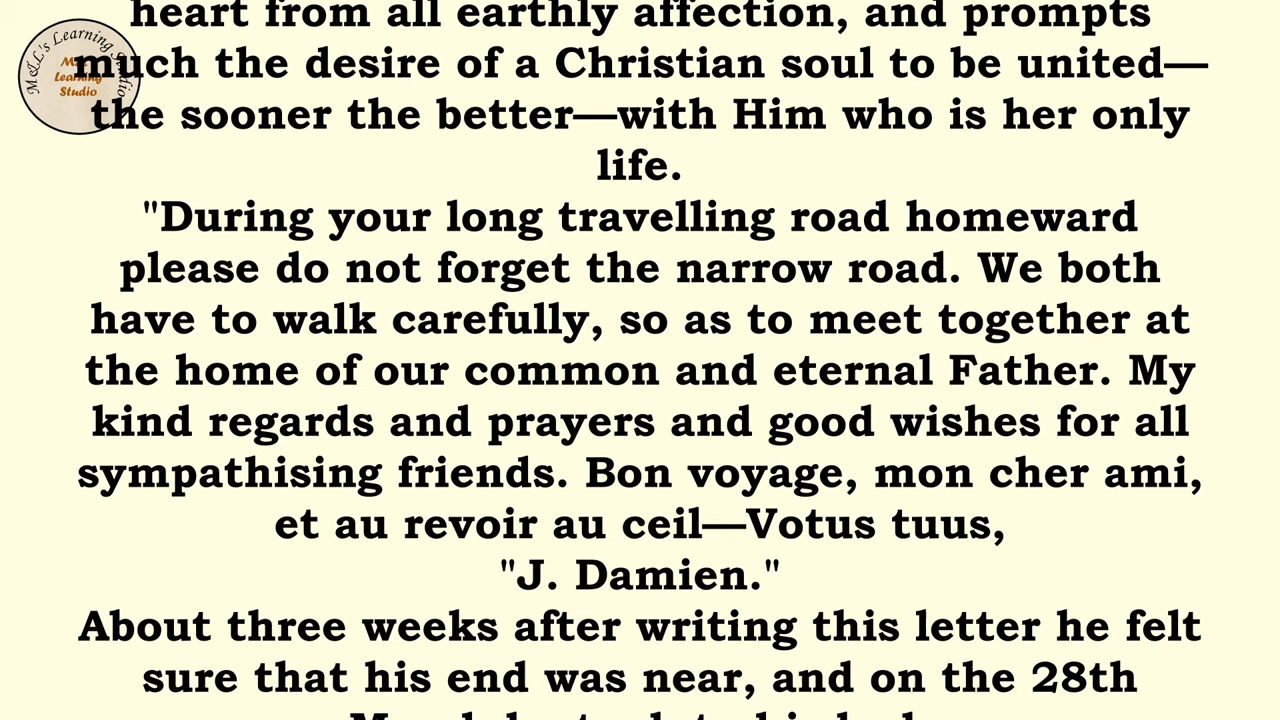 heart from all earthly affection, and prompts
much the desire of a Christian soul to be united—
the sooner the better—with Him who is her only
life.
"During your long travelling road homeward
please do not forget the narrow road. We both
have to walk carefully, so as to meet together at
the home of our common and eternal Father. My
kind regards and prayers and good wishes for all
sympathising friends. Bon voyage, mon cher ami,
et au revoir au ceil—Votus tuus,
"J. Damien."
About three weeks after writing this letter he felt
sure that his end was near, and on the 28th
M&L's Learning Studio
Learning
Studio